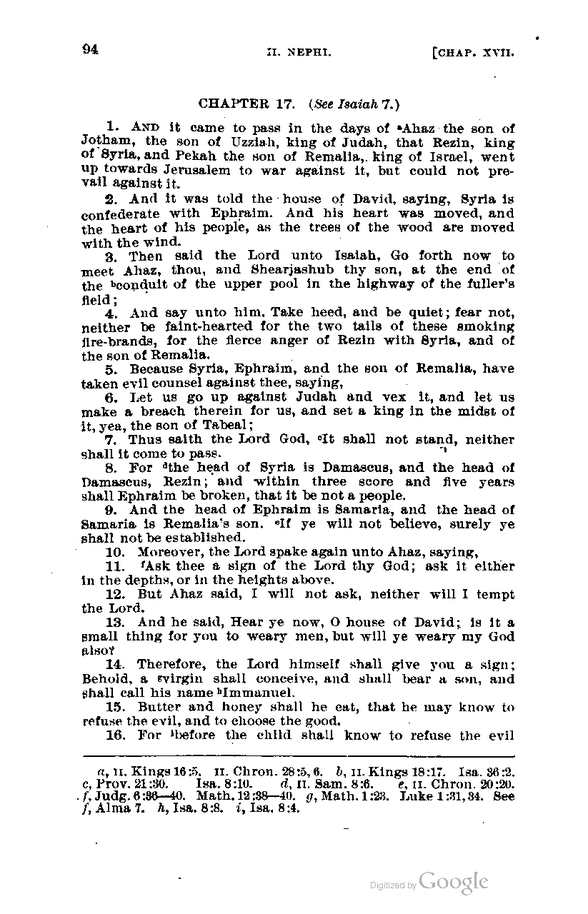 94 II. NEPHI. [CHAP. XVII.
CHAPTER 17. (See Isaiah 7.)
1. AND it came to pass in the days of ᵃAhaz the son of
Jotham, the son of Uzziah, king of Judah, that Rezin, king
of Syria, and Pekah the son of Remalia, king of Israel, went
up towards Jerusalem to war against it, but could not pre-
vail against it.
2. And it was told the house of David, saying, Syria is
confederate with Ephraim. And his heart was moved, and
the heart of his people, as the trees of the wood are moved
with the wind.
3. Then said the Lord unto Isaiah, Go forth now to
meet Ahaz, thou, and Shearjashub thy son, at the end of
the ᵇconduit of the upper pool in the highway of the fuller's
field;
4. And say unto him, Take heed, and be quiet; fear not,
neither be faint-hearted for the two tails of these smoking
fire-brands, for the fierce anger of Rezin with Syria, and of
the son of Remalia.
5. Because Syria, Ephraim, and the son of Remalia, have
taken evil counsel against thee, saying,
6. Let us go up against Judah and vex it, and let us
make a breach therein for us, and set a king in the midst of
it, yea, the son of Tabeal;
7. Thus saith the Lord God, ᶜIt shall not stand, neither
shall it come to pass.
8. For ᵈthe head of Syria is Damascus, and the head of
Damascus, Rezin; and within three score and five years
shall Ephraim be broken, that it be not a people.
9. And the head of Ephraim is Samaria, and the head of
Samaria is Remalia's son. ᵉIf ye will not believe, surely ye
shall not be established.
10. Moreover, the Lord spake again unto Ahaz, saying,
11. ᶠAsk thee a sign of the Lord thy God; ask it either
in the depths, or in the heights above.
12. But Ahaz said, I will not ask, neither will I tempt
the Lord.
13. And he said, Hear ye now, O house of David; is it a
small thing for you to weary men, but will ye weary my God
also?
14. Therefore, the Lord himself shall give you a sign;
Behold, a ᵍvirgin shall conceive, and shall bear a son, and
shall call his name ʰImmanuel.
15. Butter and honey shall he eat, that he may know to
refuse the evil, and to choose the good.
16. For ⁱbefore the child shall know to refuse the evil
a, II. Kings 16:5. II. Chron. 28:5, 6. b, II. Kings 18:17. Isa. 36:2.
c, Prov. 21:30. Isa. 8:10. d, II. Sam. 8:6. e, II. Chron. 20:20.
f, Judg. 6:36—40. Math. 12:38—40. g, Math. 1:23. Luke 1:31, 34. See
f, Alma 7. h, Isa. 8:8. i, Isa. 8:4.
Digitized by Google